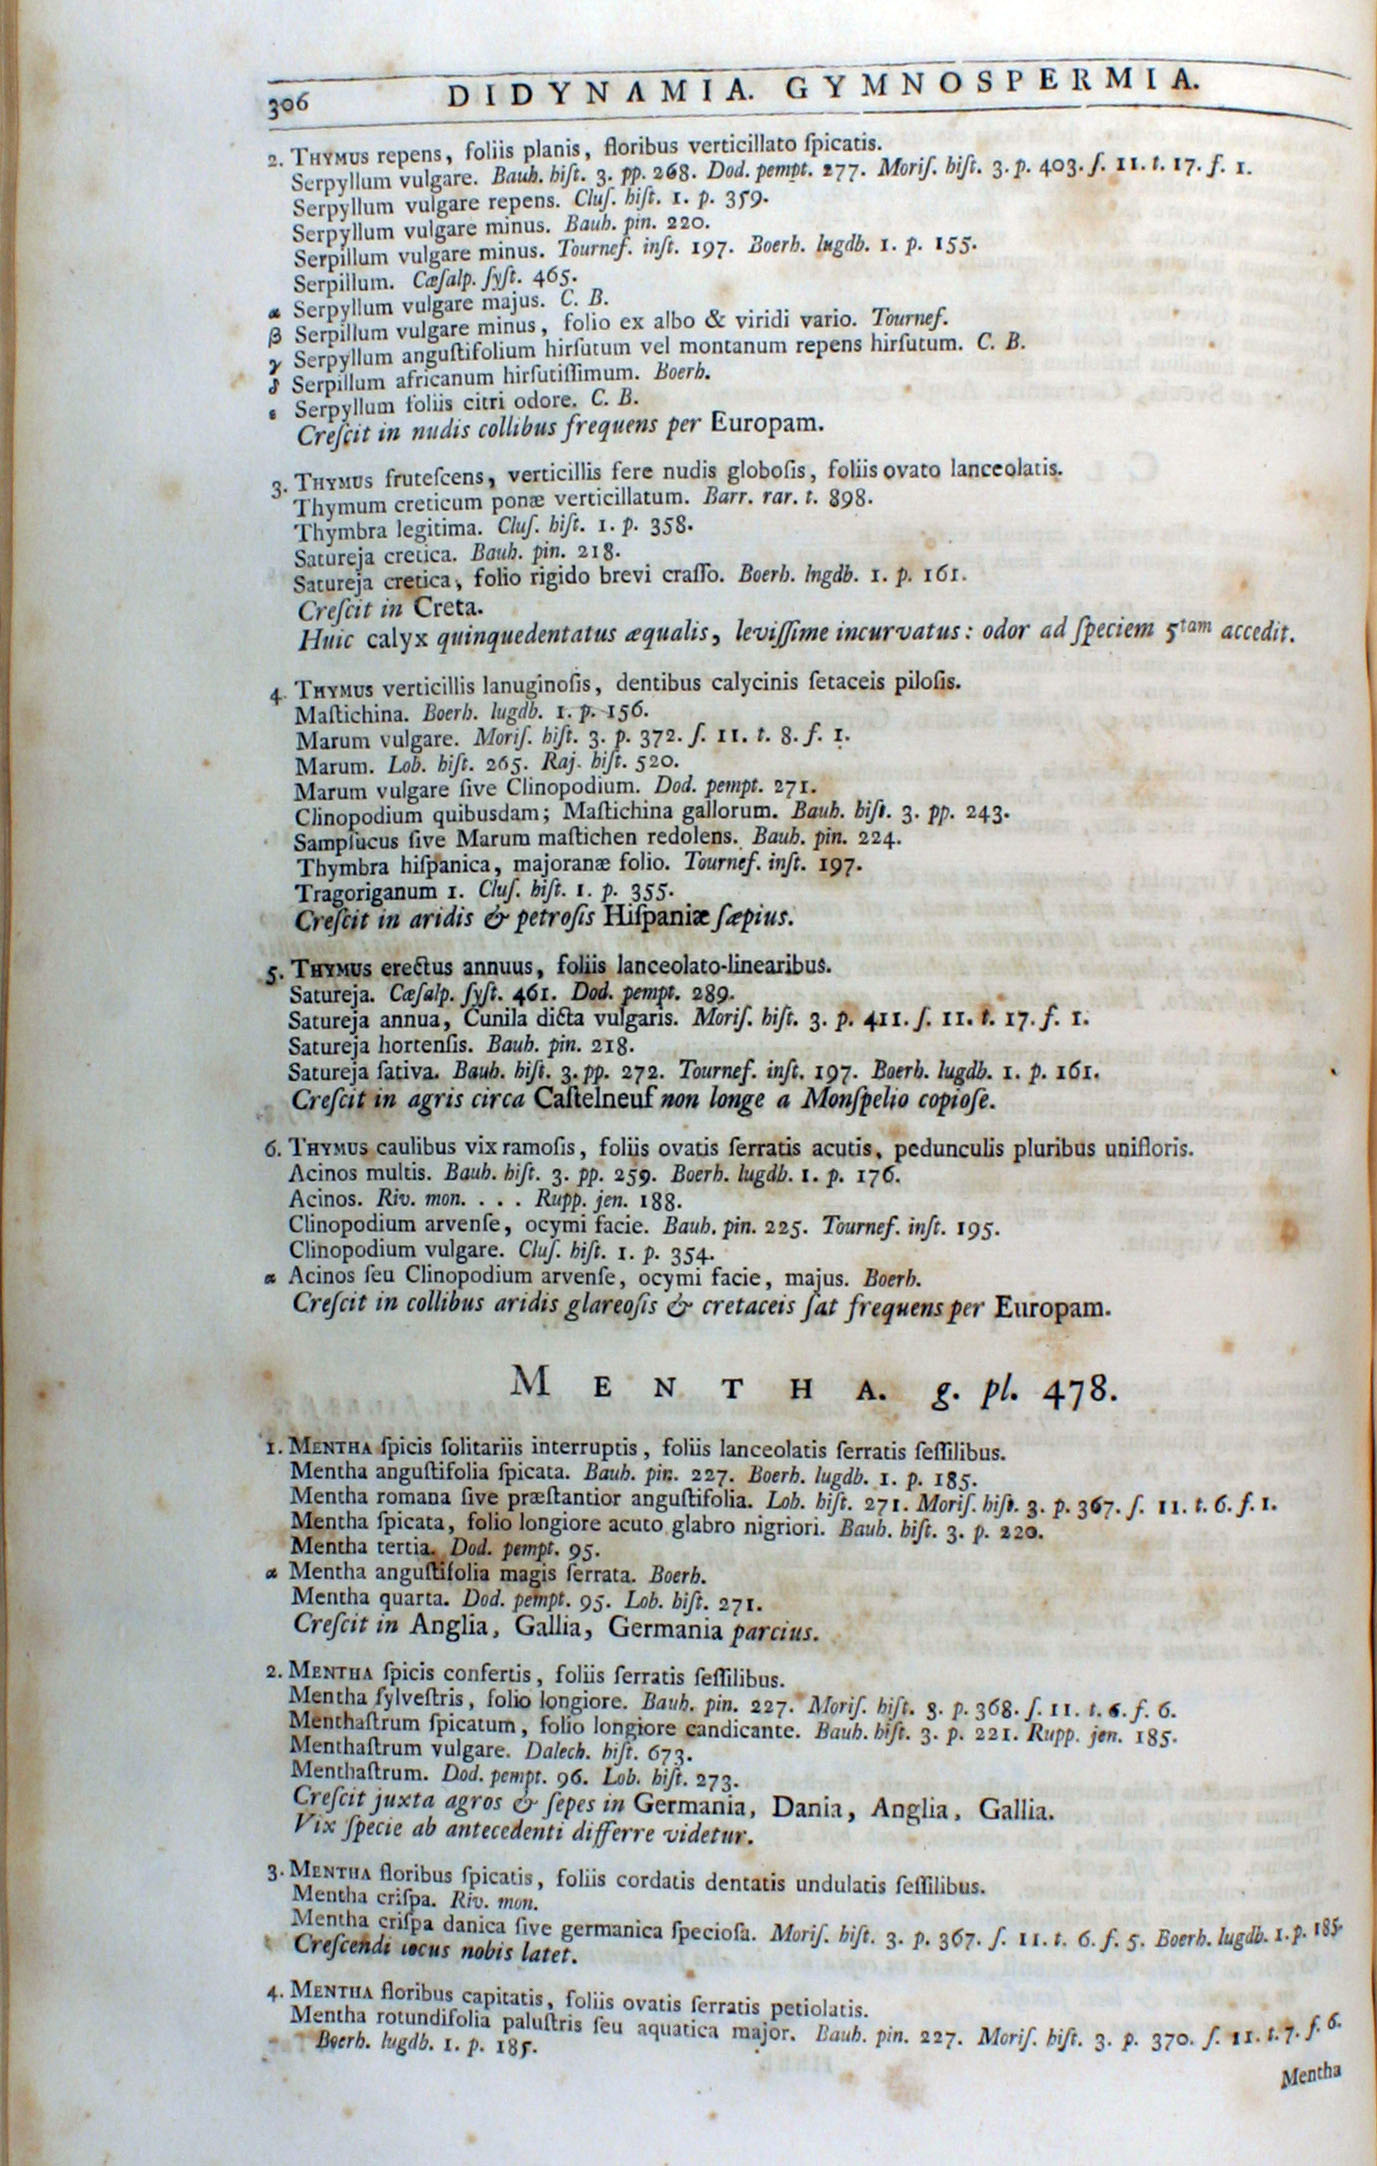 306 DIDYNAMIA. GYMNOSPERMIA.
2. THYMUS repens, foliis planis, floribus verticillato ſpicatis.
Serpyllum vulgare. Bauh. hiſt. 3. pp. 268. Dod. pempt. 277. Moriſ. hiſt. 3. p. 403. ſ. 11. t. 17. f. 1.
Serpyllum vulgare repens. Cluſ. hiſt. 1. p. 359.
Serpyllum vulgare minus. Bauh. pin. 220.
Serpillum vulgare minus. Tournef. inſt. 197. Boerh. lugdb. 1. p. 155.
Serpillum. Cæſalp. ſyſt. 465.
α Serpyllum vulgare majus. C. B.
β Serpillum vulgare minus, folio ex albo & viridi vario. Tournef.
γ Serpyllum anguſtifolium hirſutum vel montanum repens hirſutum. C. B.
δ Serpillum africanum hirſutiſſimum. Boerh.
ε Serpyllum foliis citri odore. C. B.
Creſcit in nudis collibus frequens per Europam.
3. THYMUS fruteſcens, verticillis fere nudis globoſis, foliis ovato lanceolatis.
Thymum creticum ponæ verticillatum. Barr. rar. t. 898.
Thymbra legitima. Cluſ. hiſt. 1. p. 358.
Satureja cretica. Bauh. pin. 218.
Satureja cretica, folio rigido brevi craſſo. Boerh. lngdb. 1. p. 161.
Creſcit in Creta.
Huic calyx quinquedentatus æqualis, leviſſime incurvatus: odor ad ſpeciem 5tam accedit.
4. THYMUS verticillis lanuginoſis, dentibus calycinis ſetaceis piloſis.
Maſtichina. Boerh. lugdb. 1. p. 156.
Marum vulgare. Moriſ. hiſt. 3. p. 372. ſ. 11. t. 8. f. 1.
Marum. Lob. hiſt. 265. Raj. hiſt. 520.
Marum vulgare ſive Clinopodium. Dod. pempt. 271.
Clinopodium quibusdam; Maſtichina gallorum. Bauh. hiſt. 3. pp. 243.
Sampſucus ſive Marum maſtichen redolens. Bauh. pin. 224.
Thymbra hiſpanica, majoranæ folio. Tournef. inſt. 197.
Tragoriganum 1. Cluſ. hiſt. 1. p. 355.
Creſcit in aridis & petroſis Hiſpaniæ ſæpius.
5. THYMUS erectus annuus, foliis lanceolato-linearibus.
Satureja. Cæſalp. ſyſt. 461. Dod. pempt. 289.
Satureja annua, Cunila dicta vulgaris. Moriſ. hiſt. 3. p. 411. ſ. 11. t. 17. f. 1.
Satureja hortenſis. Bauh. pin. 218.
Satureja ſativa. Bauh. hiſt. 3. pp. 272. Tournef. inſt. 197. Boerh. lugdb. 1. p. 161.
Creſcit in agris circa Caſtelneuf non longe a Monſpelio copioſe.
6. THYMUS caulibus vix ramoſis, foliis ovatis ſerratis acutis, pedunculis pluribus unifloris.
Acinos multis. Bauh. hiſt. 3. pp. 259. Boerh. lugdb. 1. p. 176.
Acinos. Riv. mon. . . . Rupp. jen. 188.
Clinopodium arvenſe, ocymi facie. Bauh. pin. 225. Tournef. inſt. 195.
Clinopodium vulgare. Cluſ. hiſt. 1. p. 354.
α Acinos ſeu Clinopodium arvenſe, ocymi facie, majus. Boerh.
Creſcit in collibus aridis glareoſis & cretaceis ſat frequens per Europam.
MENTHA. g. pl. 478.
1. MENTHA ſpicis ſolitariis interruptis, foliis lanceolatis ſerratis ſeſſilibus.
Mentha anguſtifolia ſpicata. Bauh. pin. 227. Boerh. lugdb. 1. p. 185.
Mentha romana ſive præſtantior anguſtifolia. Lob. hiſt. 271. Moriſ. hiſt. 3. p. 367. ſ. 11. t. 6. f. 1.
Mentha ſpicata, folio longiore acuto glabro nigriori. Bauh. hiſt. 3. p. 220.
Mentha tertia. Dod. pempt. 95.
α Mentha anguſtifolia magis ſerrata. Boerh.
Mentha quarta. Dod. pempt. 95. Lob. hiſt. 271.
Creſcit in Anglia, Gallia, Germania parcius.
2. MENTHA ſpicis confertis, foliis ſerratis ſeſſilibus.
Mentha ſylveſtris, folio longiore. Bauh. pin. 227. Moriſ. hiſt. 3. p. 368. ſ. 11. t. 6. f. 6.
Menthaſtrum ſpicatum, folio longiore candicante. Bauh. hiſt. 3. p. 221. Rupp. jen. 185.
Menthaſtrum vulgare. Dalech. hiſt. 673.
Menthaſtrum. Dod. pempt. 96. Lob. hiſt. 273.
Creſcit juxta agros & ſepes in Germania, Dania, Anglia, Gallia.
Vix ſpecie ab antecedenti differre videtur.
3. MENTHA floribus ſpicatis, foliis cordatis dentatis undulatis ſeſſilibus.
Mentha criſpa. Riv. mon.
Mentha criſpa danica ſive germanica ſpecioſa. Moriſ. hiſt. 3. p. 367. ſ. 11. t. 6. f. 5. Boerh. lugdb. 1. p. 185.
Creſcendi locus nobis latet.
4. MENTHA floribus capitatis, foliis ovatis ſerratis petiolatis.
Mentha rotundifolia paluſtris ſeu aquatica major. Bauh. pin. 227. Moriſ. hiſt. 3. p. 370. ſ. 11. t. 7. f. 6.
Boerh. lugdb. 1. p. 185.
Mentha